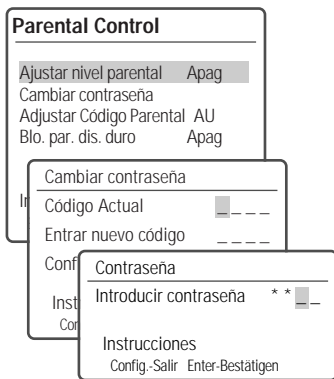 Parental Control
Ajustar nivel parental Apag
Cambiar contraseña
Adjustar Código Parental AU
Blo. par. dis. duro Apag
Cambiar contraseña
Código Actual _ _ _ _
Entrar nuevo código _ _ _ _
Contraseña
Introducir contraseña * * _ _
Instrucciones
Config.-Salir Enter-Bestätigen